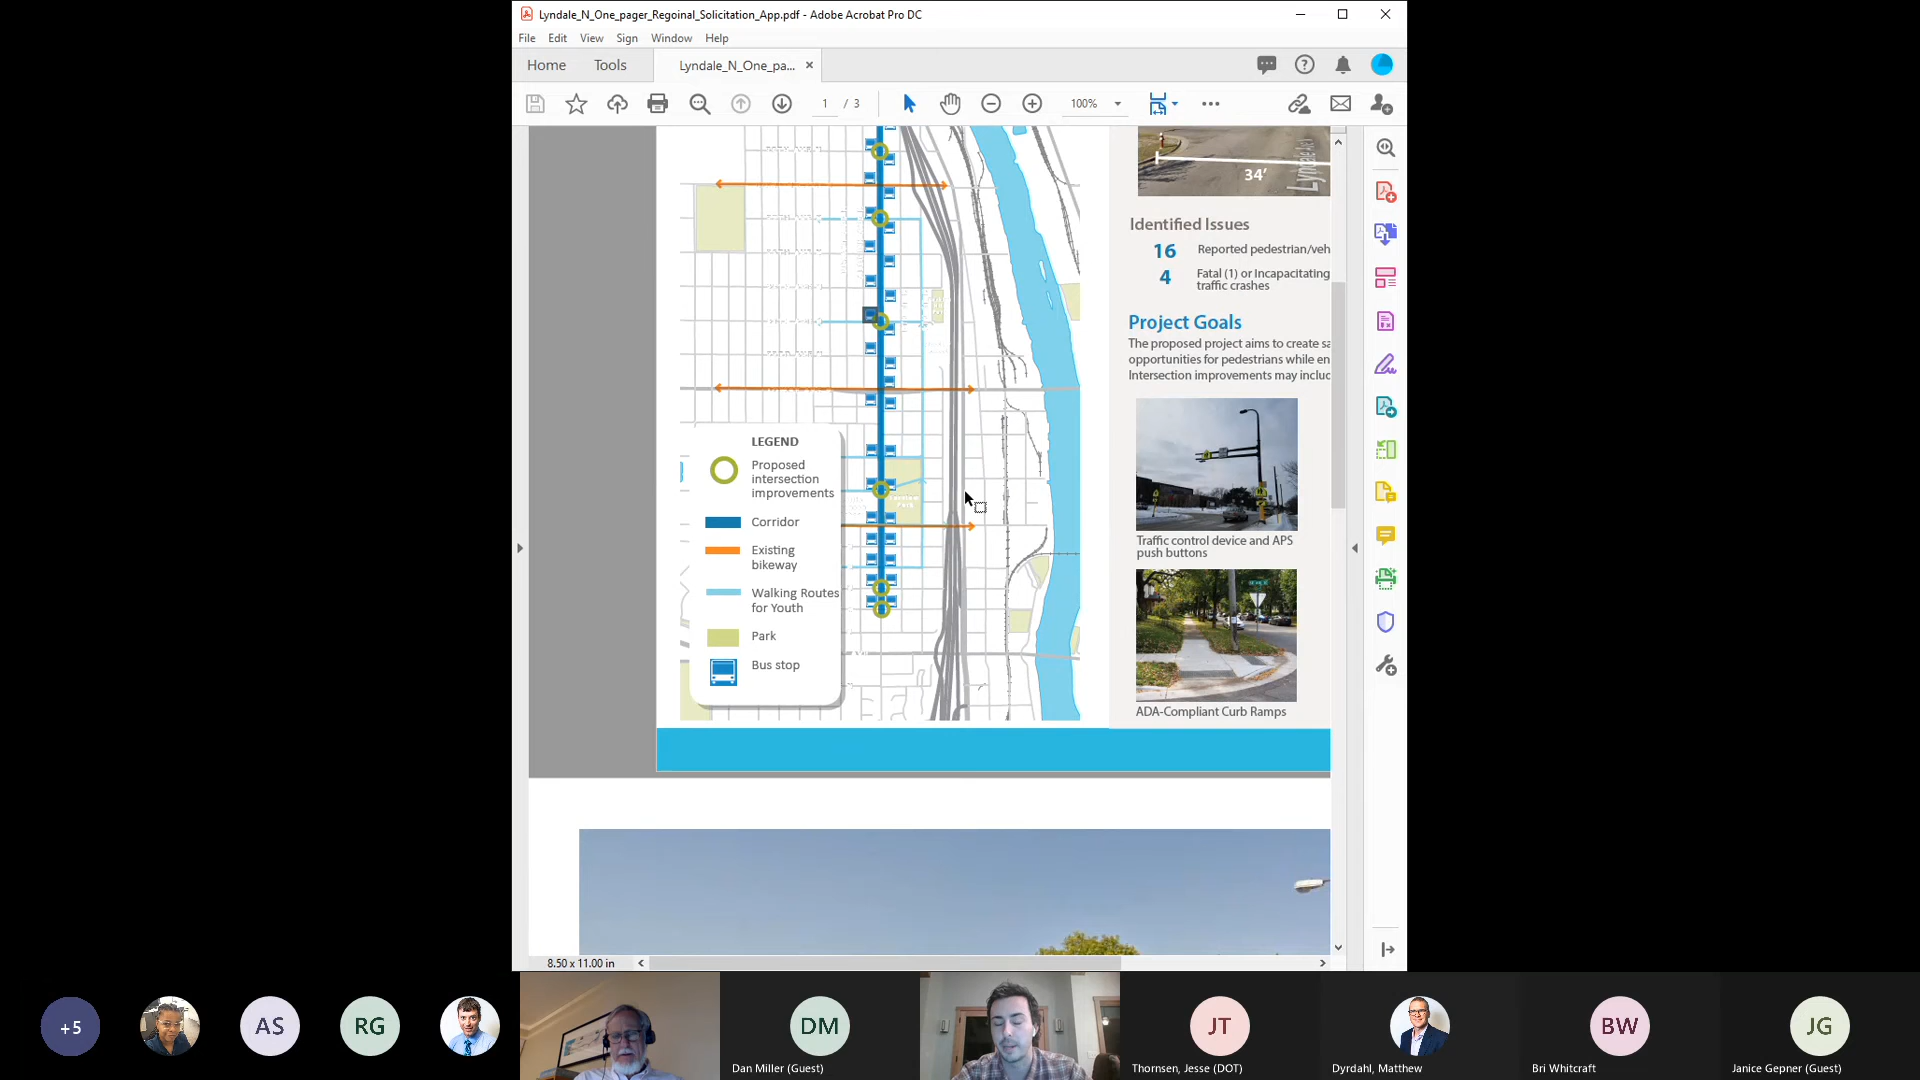 Lyndale_N_One_pager_Regoinal_Solicitation_App.pdf - Adobe Acrobat Pro DC
File Edit View Sign Window Help
Home Tools Lyndale_N_One_pa... ×
1 / 3 100%
34'
Lyndale Av
Identified Issues
16 Reported pedestrian/veh
4 Fatal (1) or Incapacitating
traffic crashes
Project Goals
The proposed project aims to create sa
opportunities for pedestrians while en
Intersection improvements may includ
Traffic control device and APS
push buttons
ADA-Compliant Curb Ramps
LEGEND
Proposed
intersection
improvements
Corridor
Existing
bikeway
Walking Routes
for Youth
Park
Bus stop
8.50 x 11.00 in
+5
AS
RG
DM
Dan Miller (Guest)
JT
Thornsen, Jesse (DOT)
Dyrdahl, Matthew
BW
Bri Whitcraft
JG
Janice Gepner (Guest)